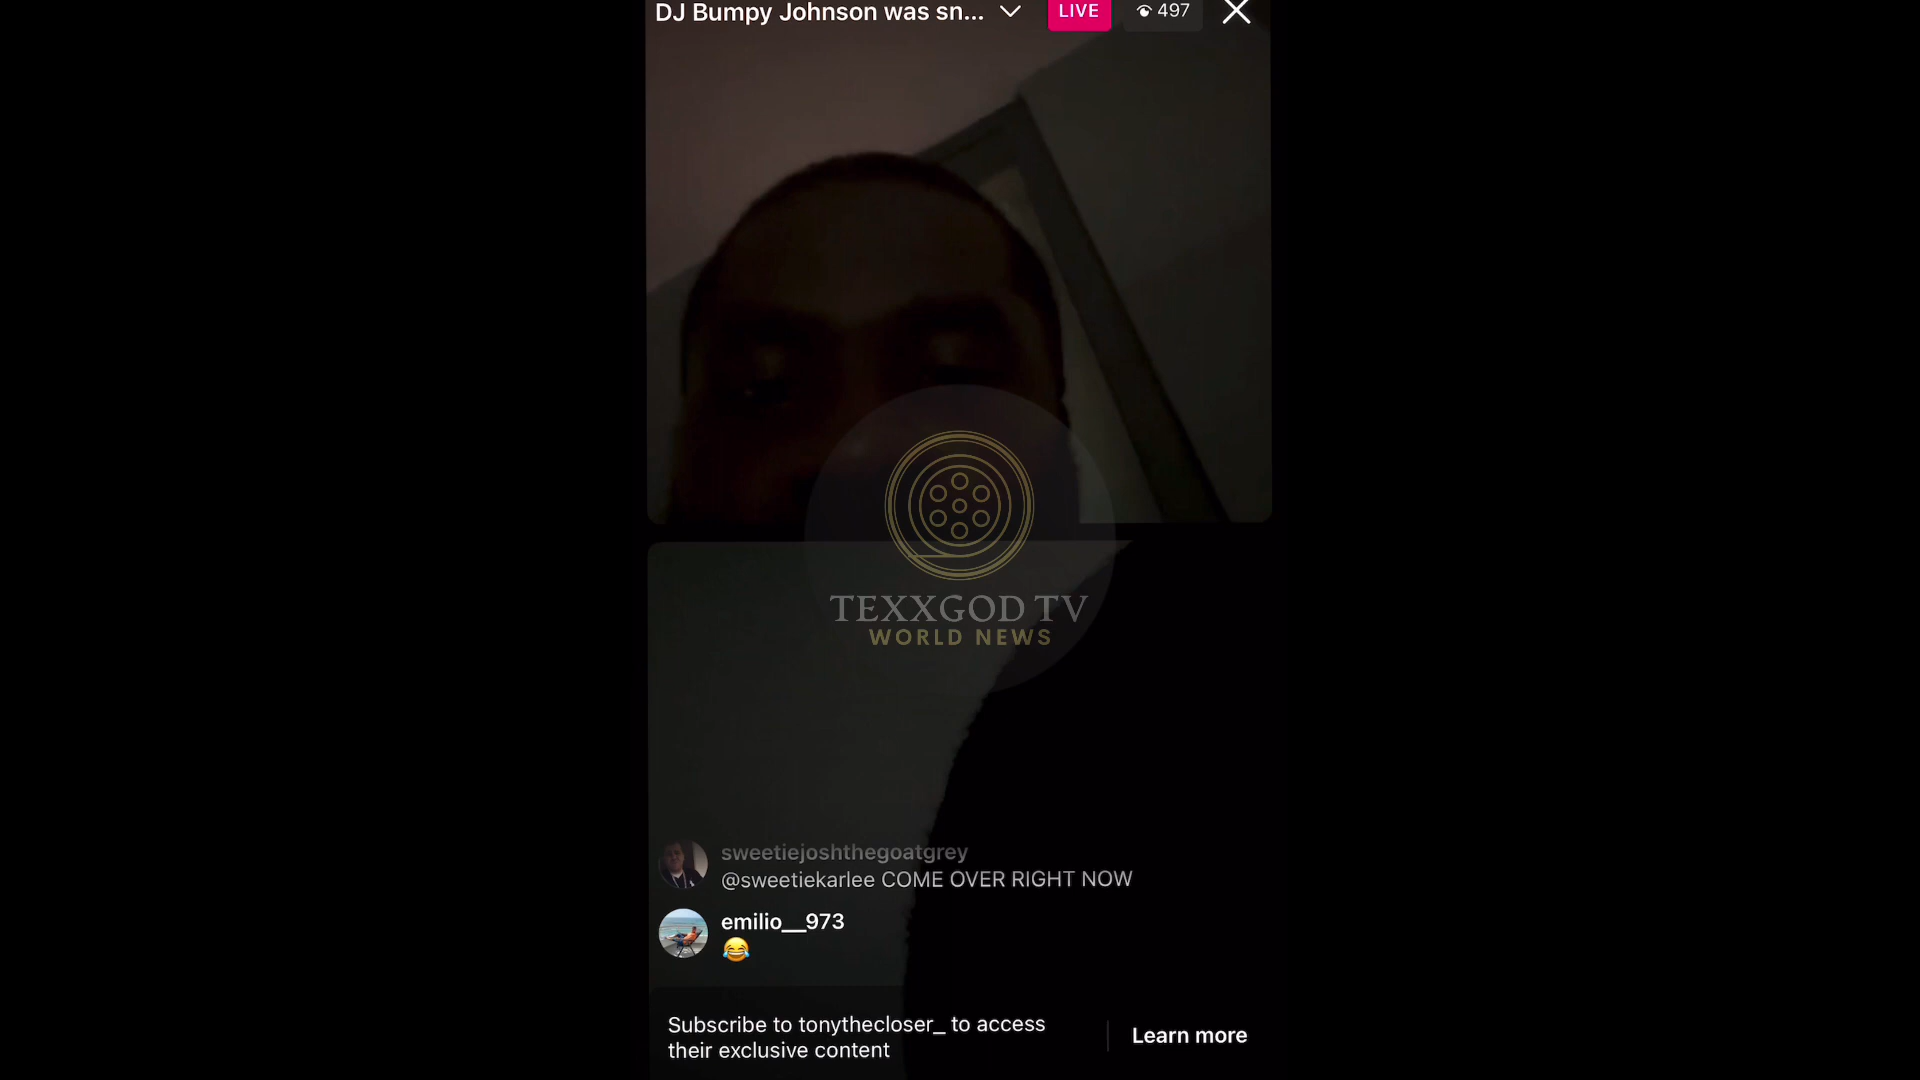 DJ Bumpy Johnson was sn...
LIVE
497
TEXXGOD TV
WORLD NEWS
sweetiejoshthegoatgrey
@sweetiekarlee COME OVER RIGHT NOW
emilio__973
😂
Subscribe to tonythecloser_ to access
their exclusive content
Learn more